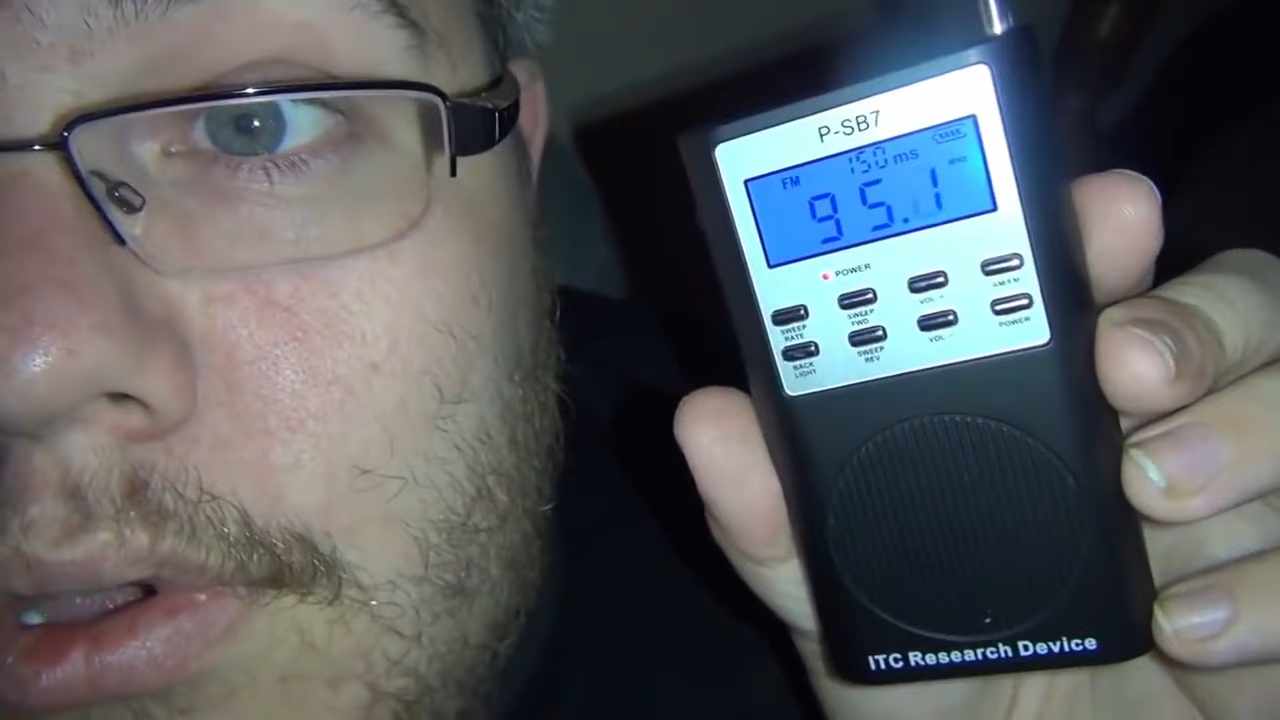 P-SB7
150 ms
FM
MHZ
95.1
POWER
SWEEP RATE
SWEEP FWD
VOL +
AM/FM
BACK LIGHT
SWEEP REV
VOL -
POWER
ITC Research Device